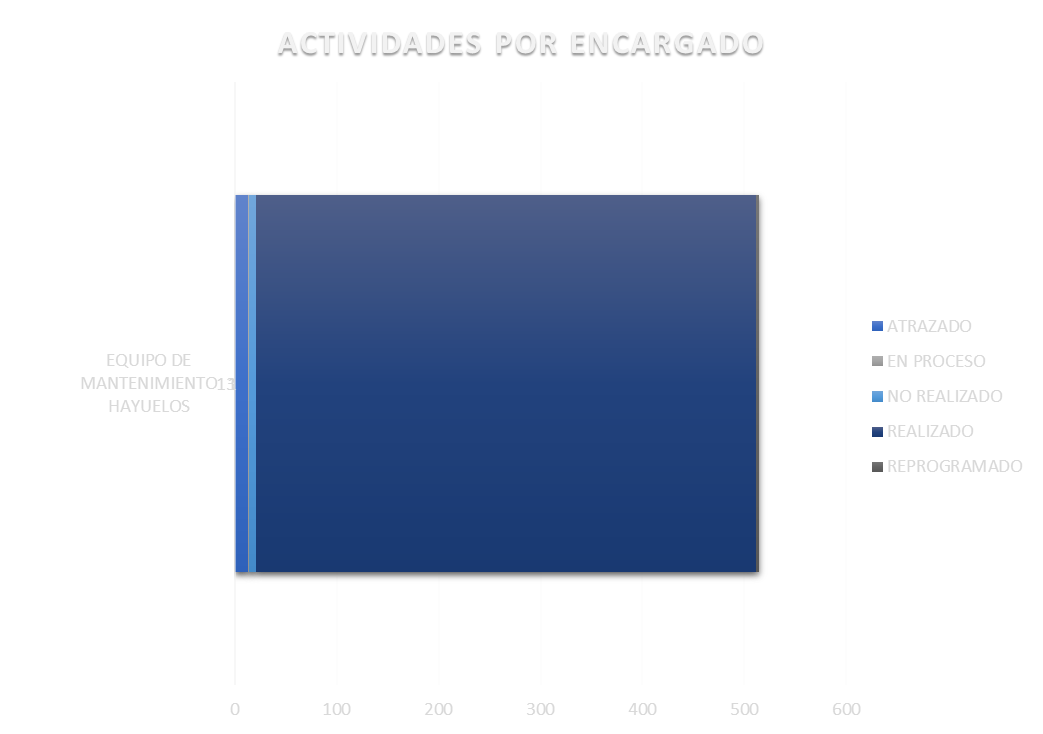 ACTIVIDADES POR ENCARGADO
EQUIPO DE
MANTENIMIENTO
HAYUELOS
13
ATRAZADO
EN PROCESO
NO REALIZADO
REALIZADO
REPROGRAMADO
0 100 200 300 400 500 600